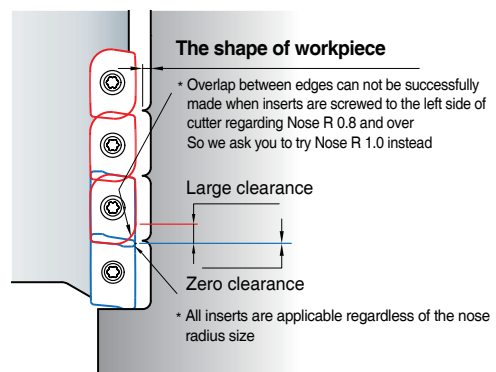 The shape of workpiece
* Overlap between edges can not be successfully
made when inserts are screwed to the left side of
cutter regarding Nose R 0.8 and over
So we ask you to try Nose R 1.0 instead
Large clearance
Zero clearance
* All inserts are applicable regardless of the nose
radius size